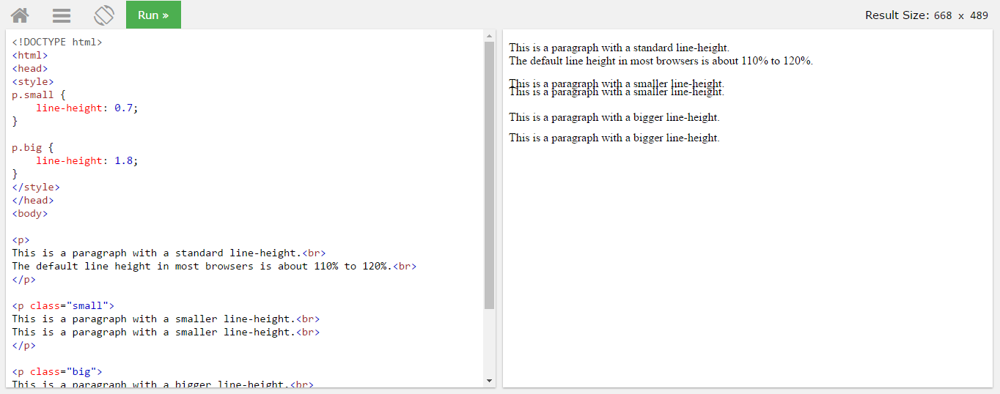 Run »
Result Size: 668 x 489
<!DOCTYPE html>
<html>
<head>
<style>
p.small {
    line-height: 0.7;
}

p.big {
    line-height: 1.8;
}
</style>
</head>
<body>

<p>
This is a paragraph with a standard line-height.<br>
The default line height in most browsers is about 110% to 120%.<br>
</p>

<p class="small">
This is a paragraph with a smaller line-height.<br>
This is a paragraph with a smaller line-height.<br>
</p>

<p class="big">
This is a paragraph with a bigger line-height.<br>
This is a paragraph with a standard line-height.
The default line height in most browsers is about 110% to 120%.
This is a paragraph with a smaller line-height.
This is a paragraph with a smaller line-height.
This is a paragraph with a bigger line-height.
This is a paragraph with a bigger line-height.